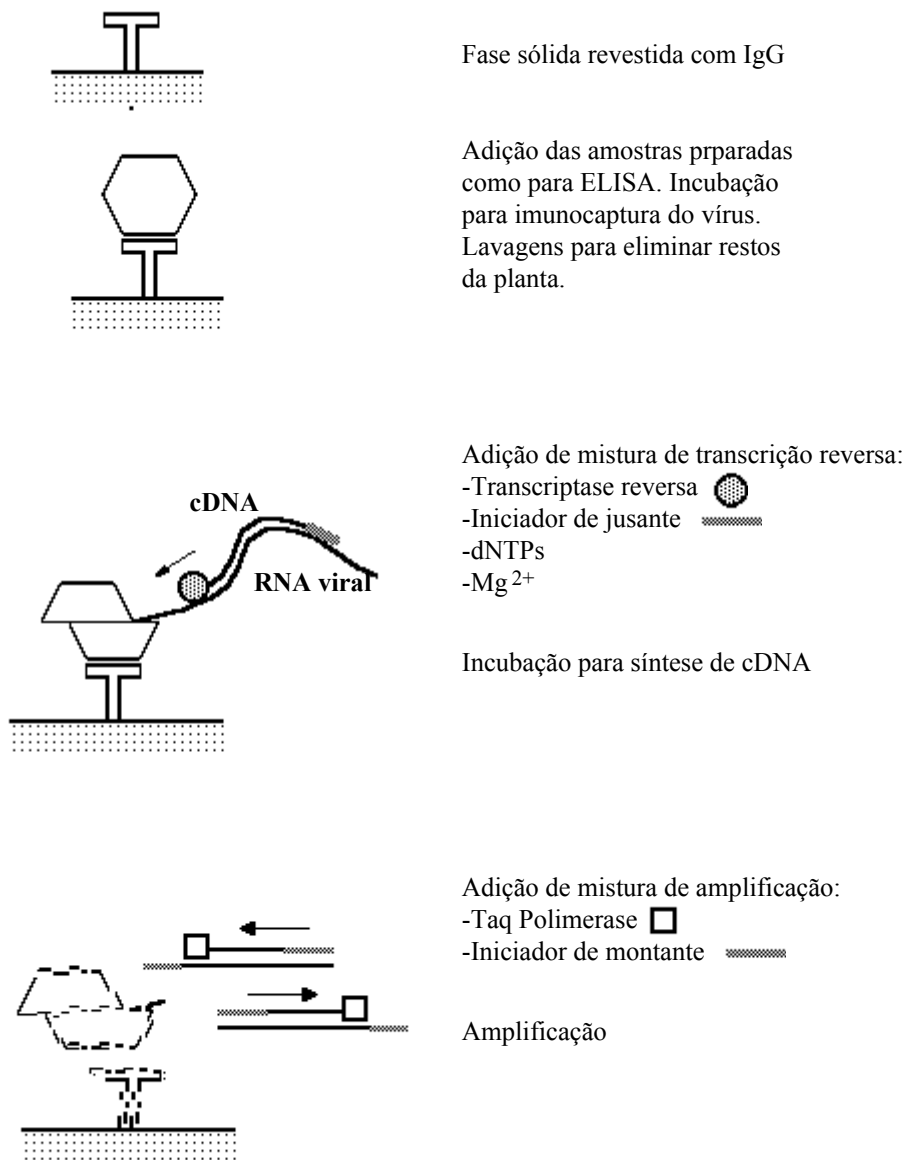 Fase sólida revestida com IgG
Adição das amostras prparadas
como para ELISA. Incubação
para imunocaptura do vírus.
Lavagens para eliminar restos
da planta.
Adição de mistura de transcrição reversa:
-Transcriptase reversa
-Iniciador de jusante
-dNTPs
-Mg 2+
cDNA
RNA viral
Incubação para síntese de cDNA
Adição de mistura de amplificação:
-Taq Polimerase
-Iniciador de montante
Amplificação